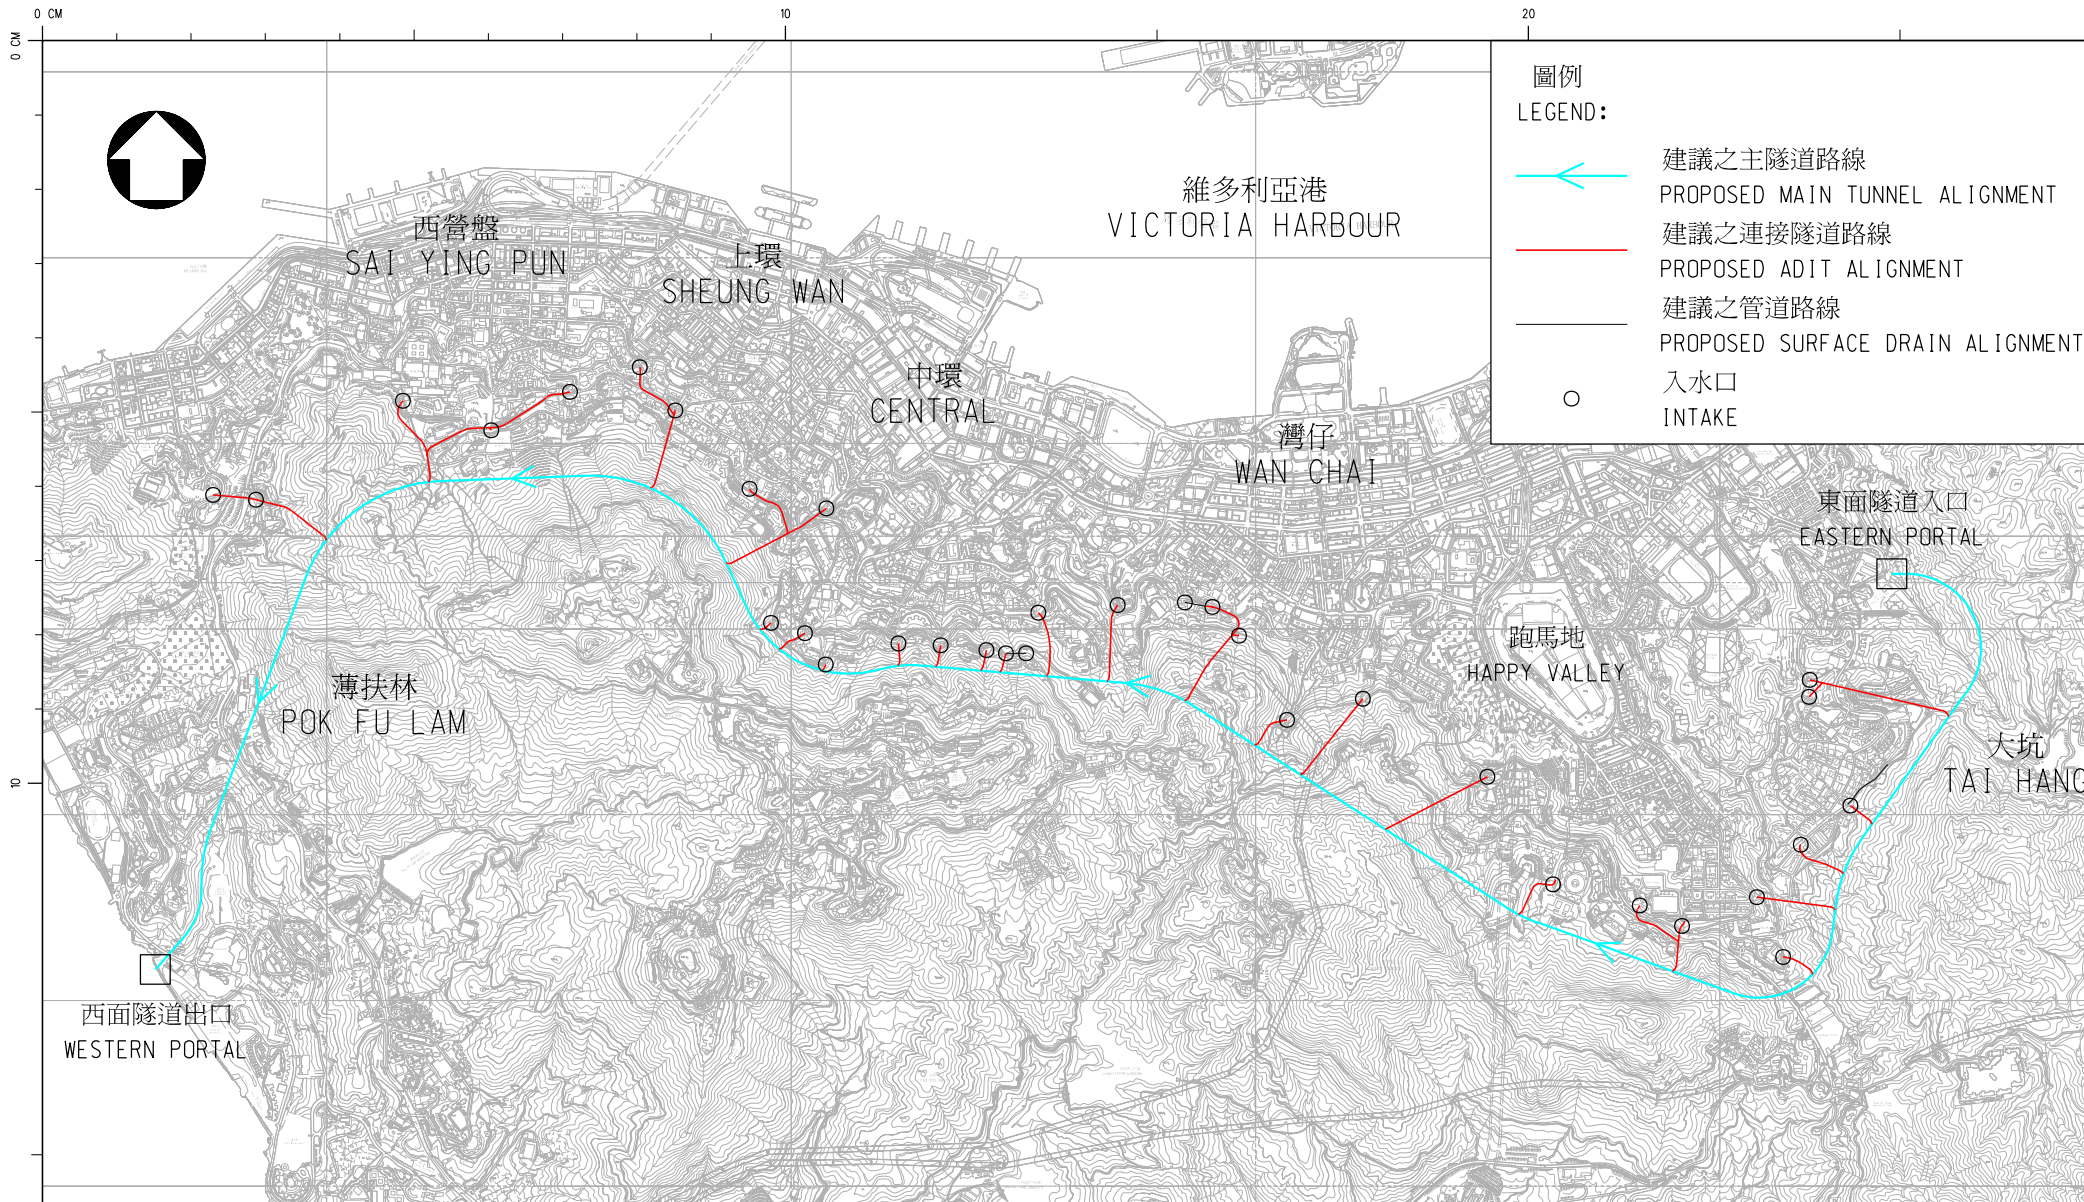 0 CM
10
20
0 CM
10
圖例
LEGEND:
建議之主隧道路線
PROPOSED MAIN TUNNEL ALIGNMENT
建議之連接隧道路線
PROPOSED ADIT ALIGNMENT
建議之管道路線
PROPOSED SURFACE DRAIN ALIGNMENT
入水口
INTAKE
維多利亞港
VICTORIA HARBOUR
西營盤
SAI YING PUN
上環
SHEUNG WAN
中環
CENTRAL
灣仔
WAN CHAI
東面隧道入口
EASTERN PORTAL
跑馬地
HAPPY VALLEY
薄扶林
POK FU LAM
大坑
TAI HANG
西面隧道出口
WESTERN PORTAL